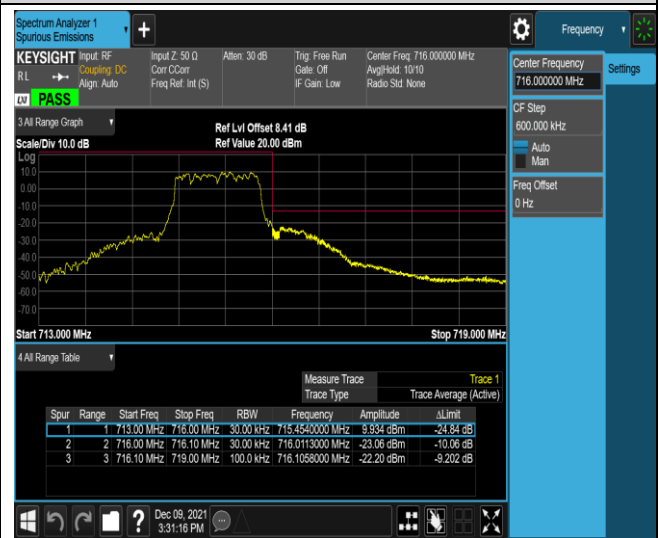 Spectrum Analyzer 1
Spurious Emissions
+
Frequency
KEYSIGHT
Input: RF
Coupling: DC
Align: Auto
Input Z: 50 Ω
Corr CCorr
Freq Ref: Int (S)
Atten: 30 dB
Trig: Free Run
Gate: Off
IF Gain: Low
Center Freq: 716.000000 MHz
Avg|Hold: 10/10
Radio Std: None
R L
LXI PASS
Center Frequency
716.000000 MHz
Settings
CF Step
600.000 kHz
Auto
Man
Freq Offset
0 Hz
3 All Range Graph
Scale/Div 10.0 dB
Ref Lvl Offset 8.41 dB
Ref Value 20.00 dBm
Log
10.0
0.00
-10.0
-20.0
-30.0
-40.0
-50.0
-60.0
-70.0
Start 713.000 MHz
Stop 719.000 MHz
4 All Range Table
Measure Trace Trace 1
Trace Type Trace Average (Active)
Spur Range Start Freq Stop Freq RBW Frequency Amplitude ΔLimit
1 1 713.00 MHz 716.00 MHz 30.00 kHz 715.4540000 MHz 9.934 dBm -24.84 dB
2 2 716.00 MHz 716.10 MHz 30.00 kHz 716.0113000 MHz -23.06 dBm -10.06 dB
3 3 716.10 MHz 719.00 MHz 100.0 kHz 716.1058000 MHz -22.20 dBm -9.202 dB
?
Dec 09, 2021
3:31:16 PM